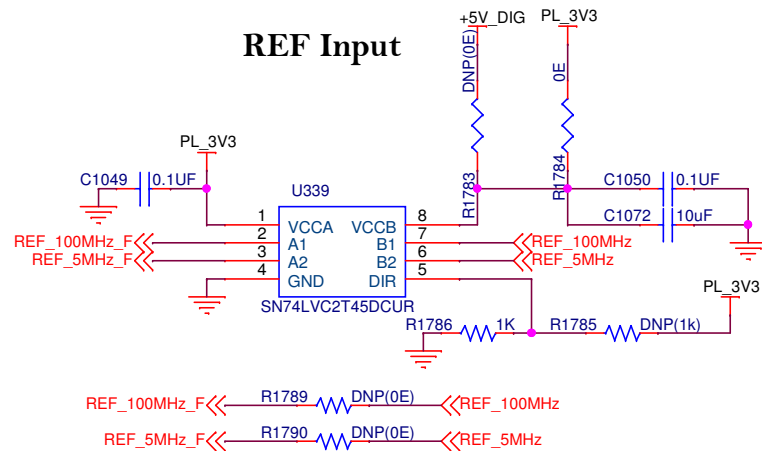 +5V_DIG PL_3V3
REF Input
DNP(0E) 0E
PL_3V3
R1783 R1784
C1049 0.1UF C1050 0.1UF
U339
C1072 10uF
1 VCCA VCCB 8
REF_100MHz_F 2 A1 B1 7 REF_100MHz
REF_5MHz_F 3 A2 B2 6 REF_5MHz
4 GND DIR 5
PL_3V3
SN74LVC2T45DCUR
R1786 1K R1785 DNP(1k)
REF_100MHz_F R1789 DNP(0E) REF_100MHz
REF_5MHz_F R1790 DNP(0E) REF_5MHz